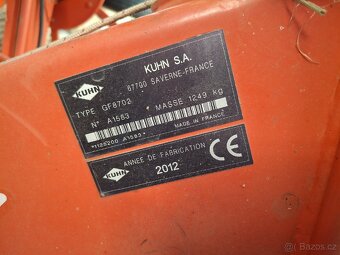 KUHN S.A.
67700 SAVERNE-FRANCE
KUHN
TYPE GF8702
N° A1563 MASSE 1249 kg
MADE IN FRANCE
ANNEE DE FABRICATION
KUHN
2012 CE
Bazoš.cz